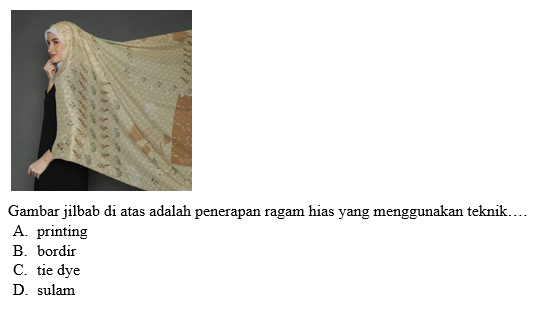 Gambar jilbab di atas adalah penerapan ragam hias yang menggunakan teknik….
A. printing
B. bordir
C. tie dye
D. sulam